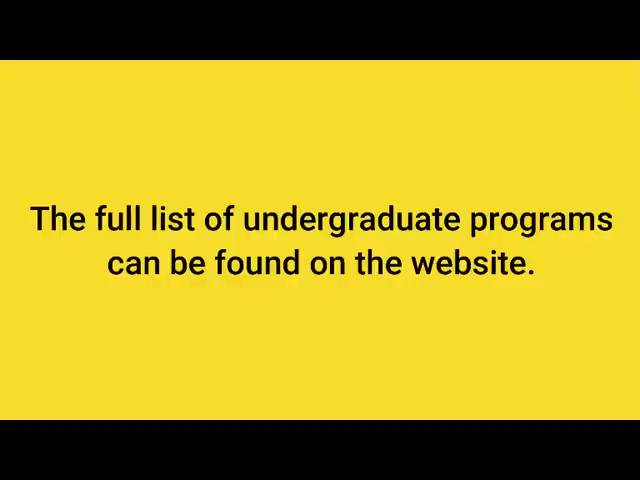 The full list of undergraduate programs
can be found on the website.